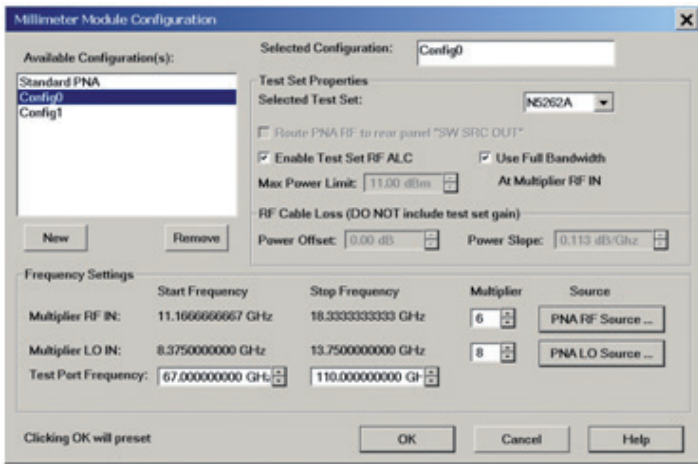 Millimeter Module Configuration
Available Configuration(s):
Standard PNA
Config0
Config1
New
Remove
Selected Configuration:
Config0
Test Set Properties
Selected Test Set:
N5262A
Route PNA RF to rear panel "SW SRC OUT"
Enable Test Set RF ALC
Use Full Bandwidth
Max Power Limit: 11.00 dBm
At Multiplier RF IN
RF Cable Loss (DO NOT include test set gain)
Power Offset: 0.00 dB
Power Slope: 0.113 dB/Ghz
Frequency Settings
Start Frequency Stop Frequency Multiplier Source
Multiplier RF IN: 11.1666666667 GHz 18.3333333333 GHz 6 PNA RF Source ...
Multiplier LO IN: 8.3750000000 GHz 13.7500000000 GHz 8 PNA LO Source ...
Test Port Frequency: 67.000000000 GHz 110.000000000 GH
Clicking OK will preset
OK
Cancel
Help